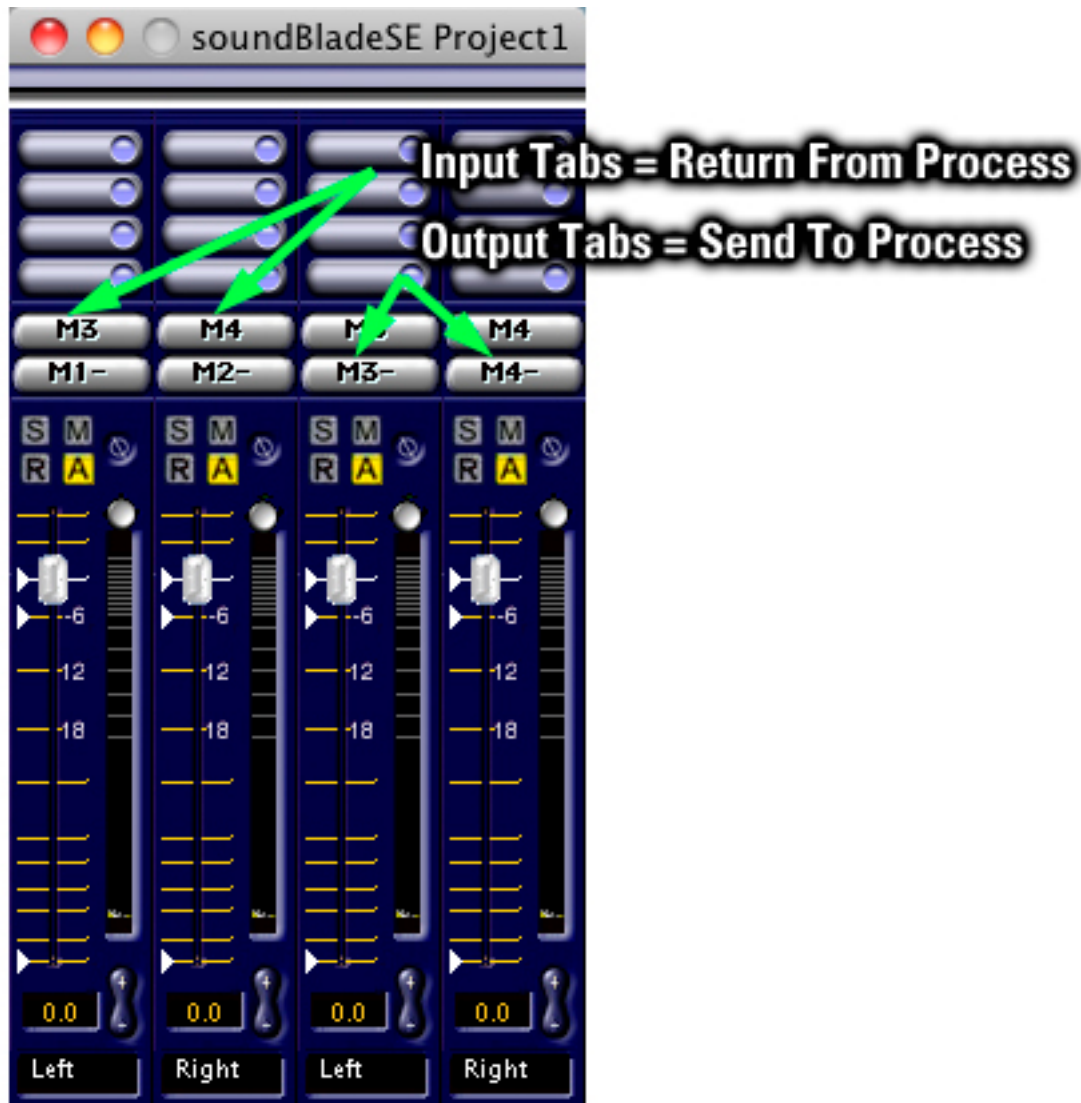 soundBladeSE Project1
Input Tabs = Return From Process
Output Tabs = Send To Process
M3 M4 M4
M1- M2- M3- M4-
S M S M S M S M
R A R A R A R A
-6 -6 -6 -6
-12 -12 -12 -12
-18 -18 -18 -18
+ + + +
0.0 0.0 0.0 0.0
- - - -
Left Right Left Right